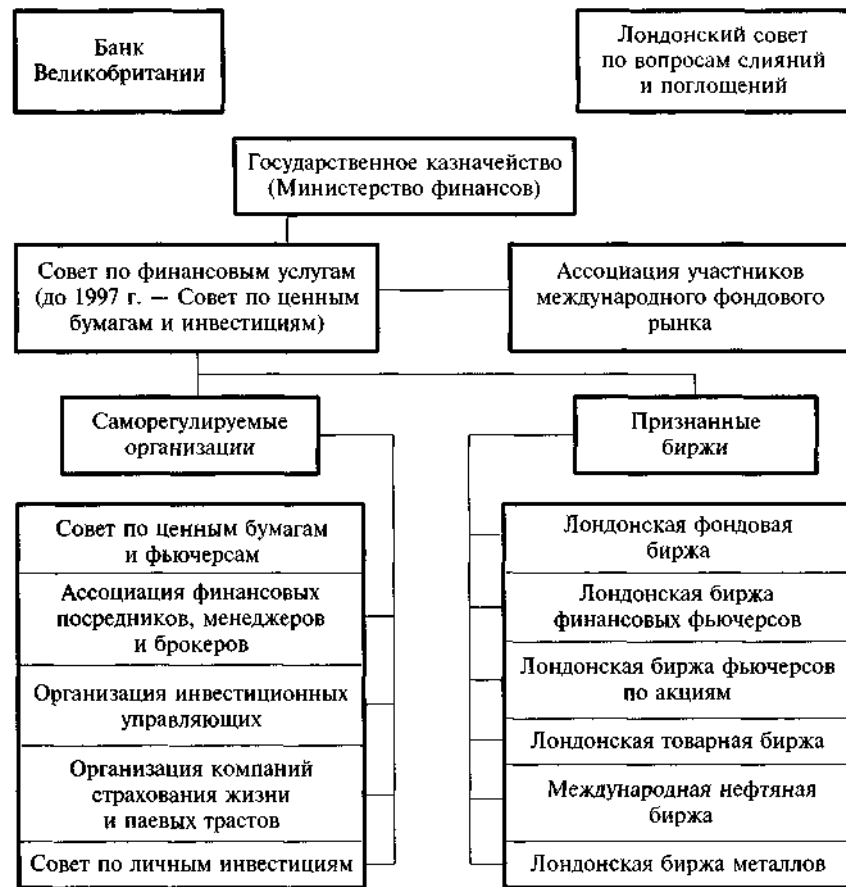 Банк
Великобритании
Лондонский совет
по вопросам слияний
и поглощений
Государственное казначейство
(Министерство финансов)
Совет по финансовым услугам
(до 1997 г. — Совет по ценным
бумагам и инвестициям)
Ассоциация участников
международного фондового
рынка
Саморегулируемые
организации
Признанные
биржи
Совет по ценным бумагам
и фьючерсам
Ассоциация финансовых
посредников, менеджеров
и брокеров
Организация инвестиционных
управляющих
Организация компаний
страхования жизни
и паевых трастов
Совет по личным инвестициям
Лондонская фондовая
биржа
Лондонская биржа
финансовых фьючерсов
Лондонская биржа фьючерсов
по акциям
Лондонская товарная биржа
Международная нефтяная
биржа
Лондонская биржа металлов